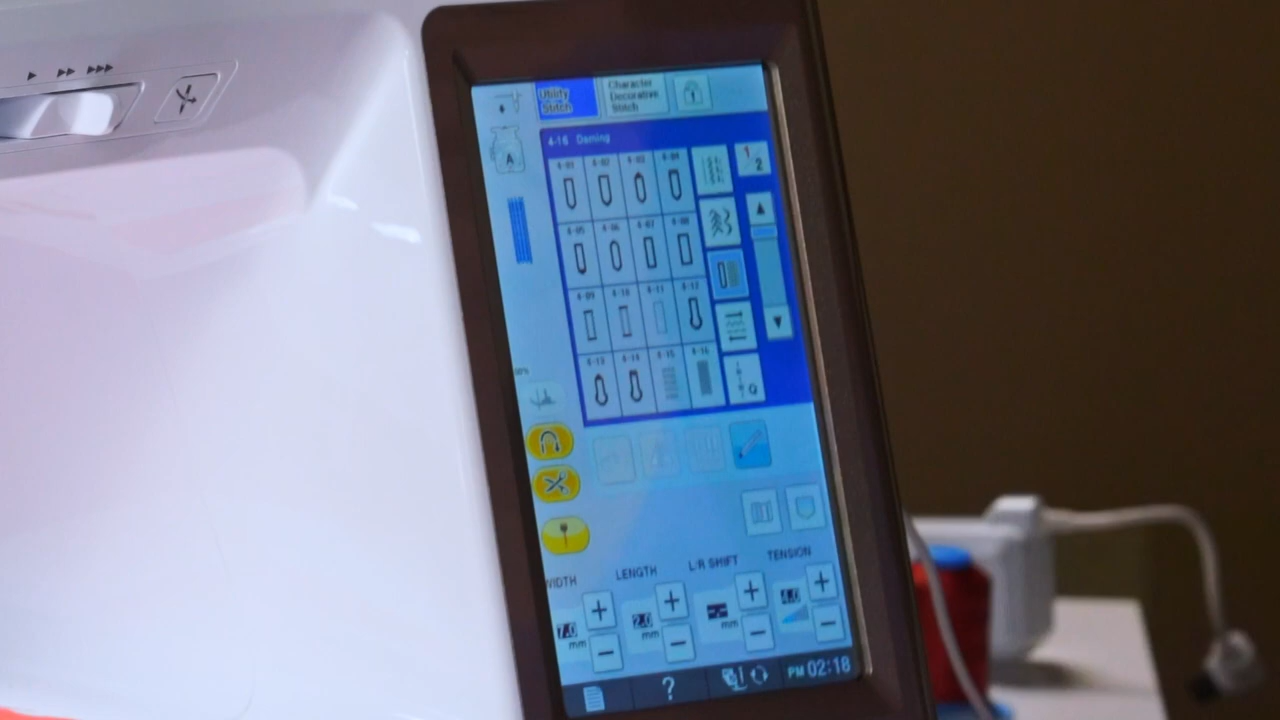 Utility
Stitch
Character
Decorative
Stitch
1
4-16 Darning
A
4-01 4-02 4-03 4-04
1/2
4-05 4-06 4-07 4-08
4-09 4-10 4-11 4-12
4-13 4-14 4-15 4-16
Q
WIDTH LENGTH L/R SHIFT TENSION
7.0 mm
2.0 mm
-.- mm
4.0
?
PM 02:18